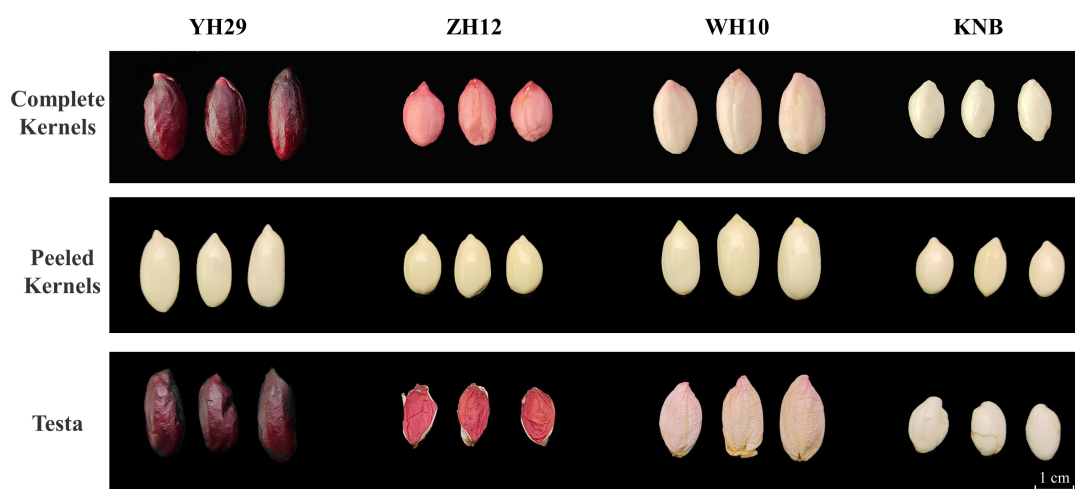 YH29 ZH12 WH10 KNB
Complete
Kernels
Peeled
Kernels
Testa
1 cm